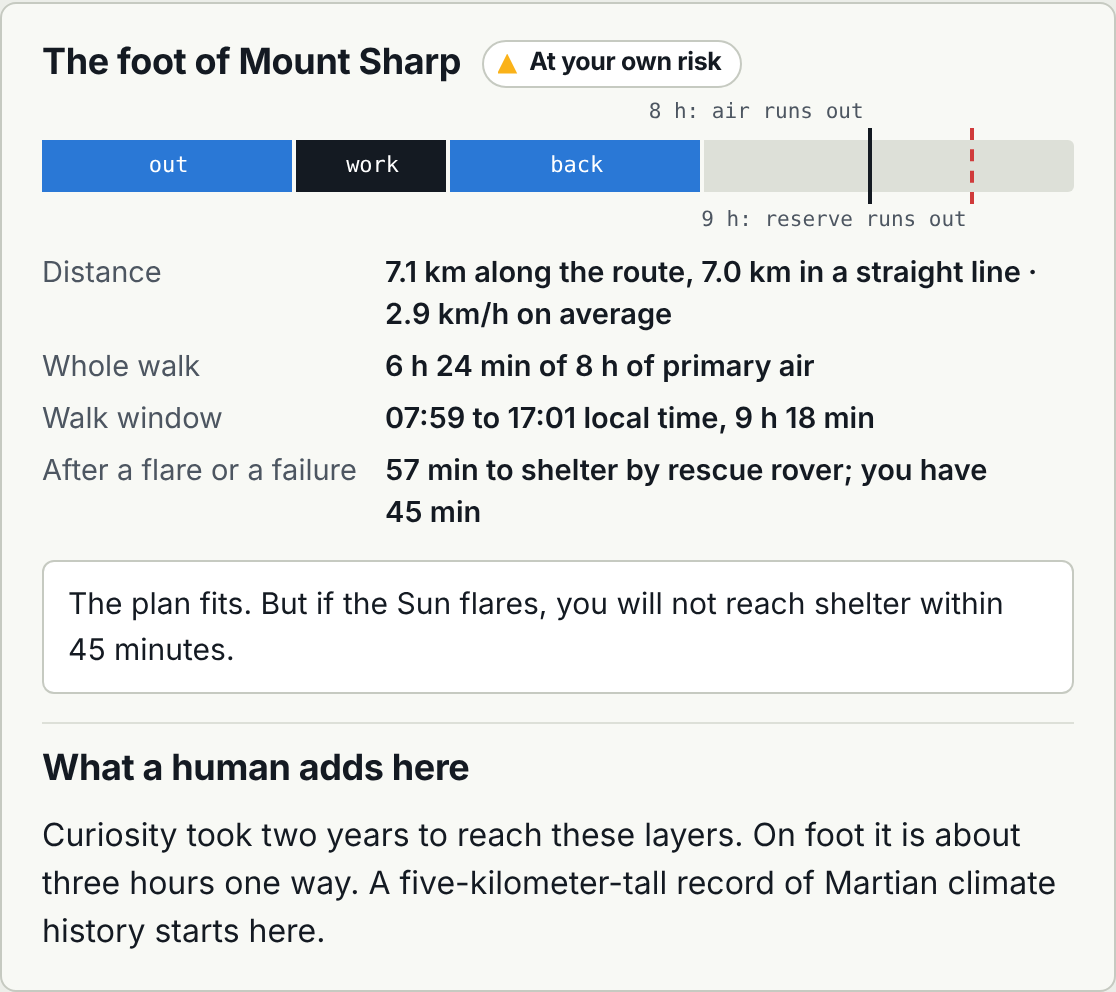 The foot of Mount Sharp
At your own risk
8 h: air runs out
out
work
back
9 h: reserve runs out
Distance
7.1 km along the route, 7.0 km in a straight line ·
2.9 km/h on average
Whole walk
6 h 24 min of 8 h of primary air
Walk window
07:59 to 17:01 local time, 9 h 18 min
After a flare or a failure
57 min to shelter by rescue rover; you have
45 min
The plan fits. But if the Sun flares, you will not reach shelter within
45 minutes.
What a human adds here
Curiosity took two years to reach these layers. On foot it is about
three hours one way. A five-kilometer-tall record of Martian climate
history starts here.